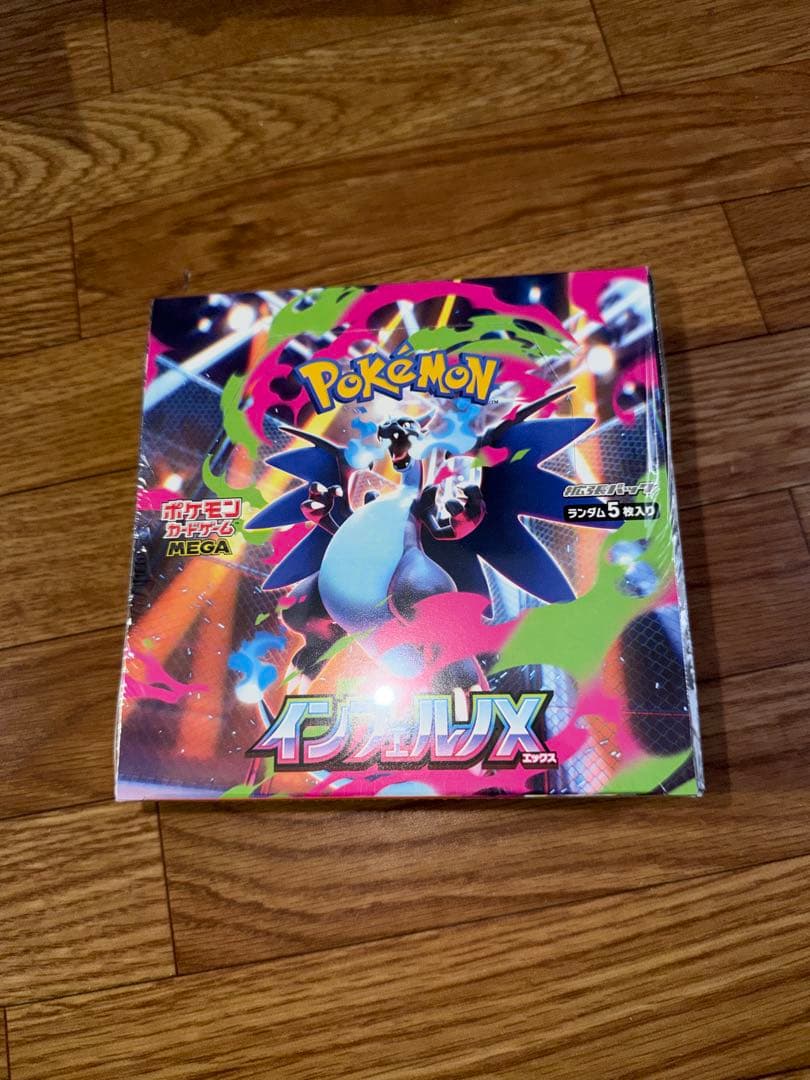 POKéMON
TM
ポケモン
カードゲーム
MEGA
拡張パック
ランダム5枚入り
インフェルノX
エックス